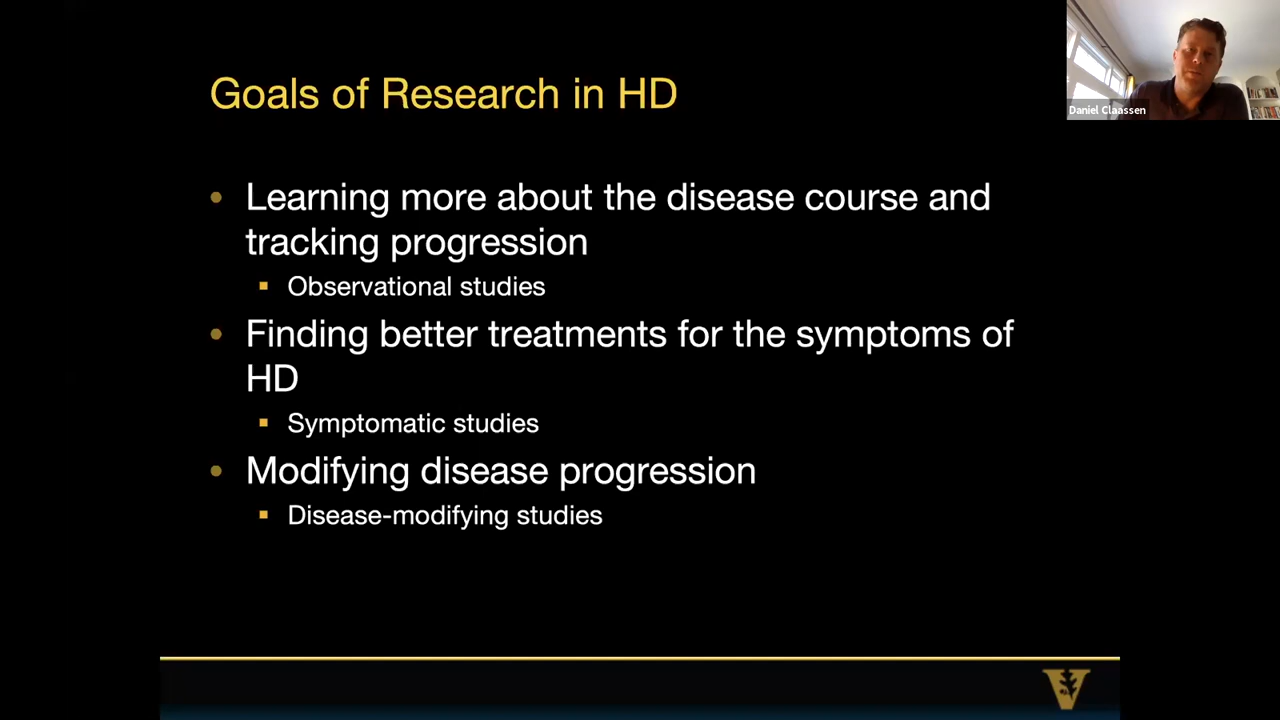 Goals of Research in HD
Daniel Claassen
• Learning more about the disease course and
tracking progression
▪ Observational studies
• Finding better treatments for the symptoms of
HD
▪ Symptomatic studies
• Modifying disease progression
▪ Disease-modifying studies
V